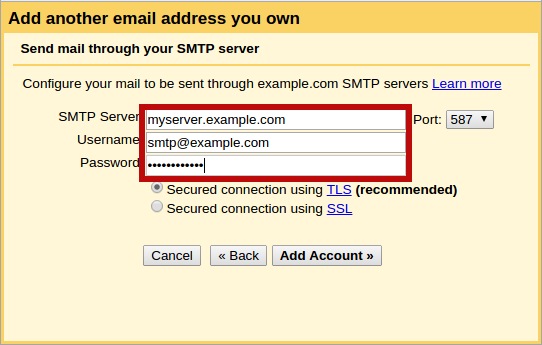 Add another email address you own
Send mail through your SMTP server
Configure your mail to be sent through example.com SMTP servers Learn more
SMTP Server myserver.example.com Port: 587 ▼
Username smtp@example.com
Password ••••••••••••
Secured connection using TLS (recommended)
Secured connection using SSL
Cancel « Back Add Account »